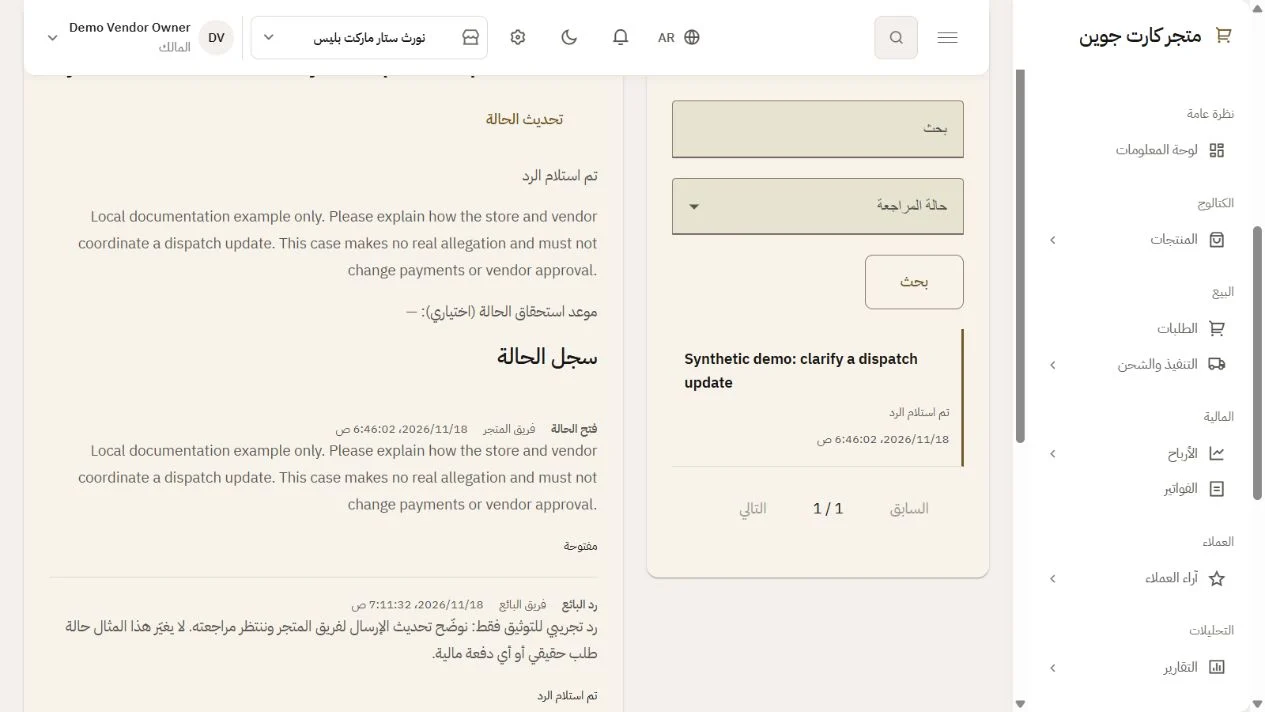 متجر كارت جوين
نظرة عامة
لوحة المعلومات
الكتالوج
المنتجات
البيع
الطلبات
التنفيذ والشحن
المالية
الأرباح
الفواتير
العملاء
آراء العملاء
التحليلات
التقارير
AR
نورث ستار ماركت بليس
DV
Demo Vendor Owner
المالك
بحث
حالة المراجعة
بحث
Synthetic demo: clarify a dispatch
update
تم استلام الرد
2026/11/18، 6:46:02 ص
السابق
1 / 1
التالي
تحديث الحالة
تم استلام الرد
Local documentation example only. Please explain how the store and vendor
coordinate a dispatch update. This case makes no real allegation and must not
change payments or vendor approval.
موعد استحقاق الحالة (اختياري): —
سجل الحالة
فتح الحالة فريق المتجر 2026/11/18، 6:46:02 ص
Local documentation example only. Please explain how the store and vendor
coordinate a dispatch update. This case makes no real allegation and must not
change payments or vendor approval.
مفتوحة
رد البائع فريق البائع 2026/11/18، 7:11:32 ص
رد تجريبي للتوثيق فقط: نوضّح تحديث الإرسال لفريق المتجر وننتظر مراجعته. لا يغيّر هذا المثال حالة
طلب حقيقي أو أي دفعة مالية.
تم استلام الرد